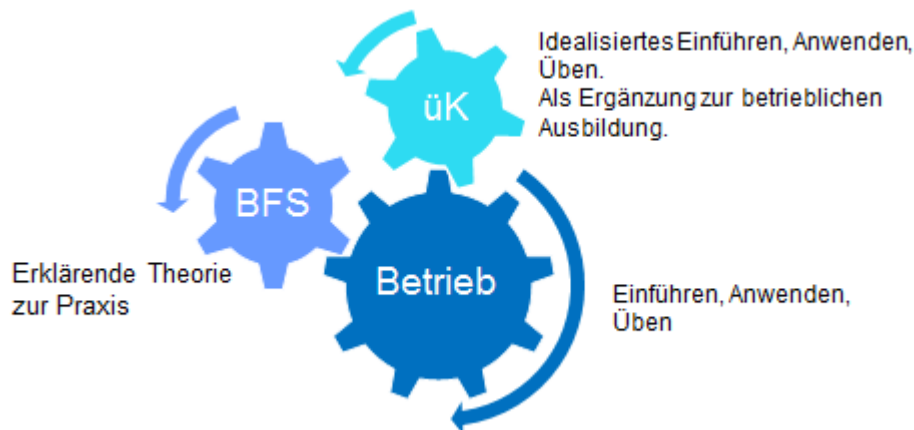 Idealisiertes Einführen, Anwenden,
Üben.
Als Ergänzung zur betrieblichen
Ausbildung.
üK
BFS
Betrieb
Erklärende Theorie
zur Praxis
Einführen, Anwenden,
Üben